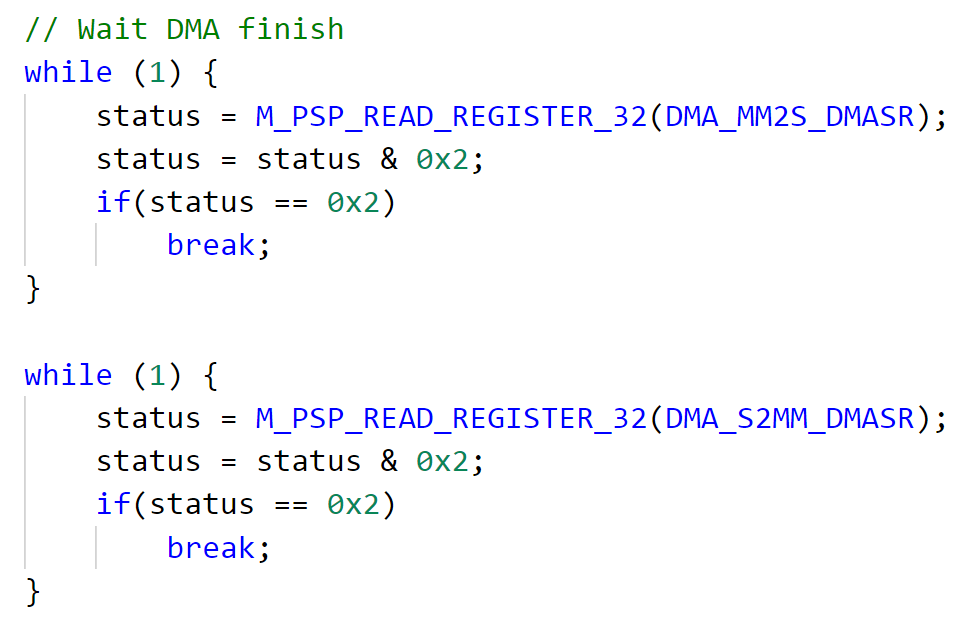 // Wait DMA finish
while (1) {
    status = M_PSP_READ_REGISTER_32(DMA_MM2S_DMASR);
    status = status & 0x2;
    if(status == 0x2)
        break;
}

while (1) {
    status = M_PSP_READ_REGISTER_32(DMA_S2MM_DMASR);
    status = status & 0x2;
    if(status == 0x2)
        break;
}